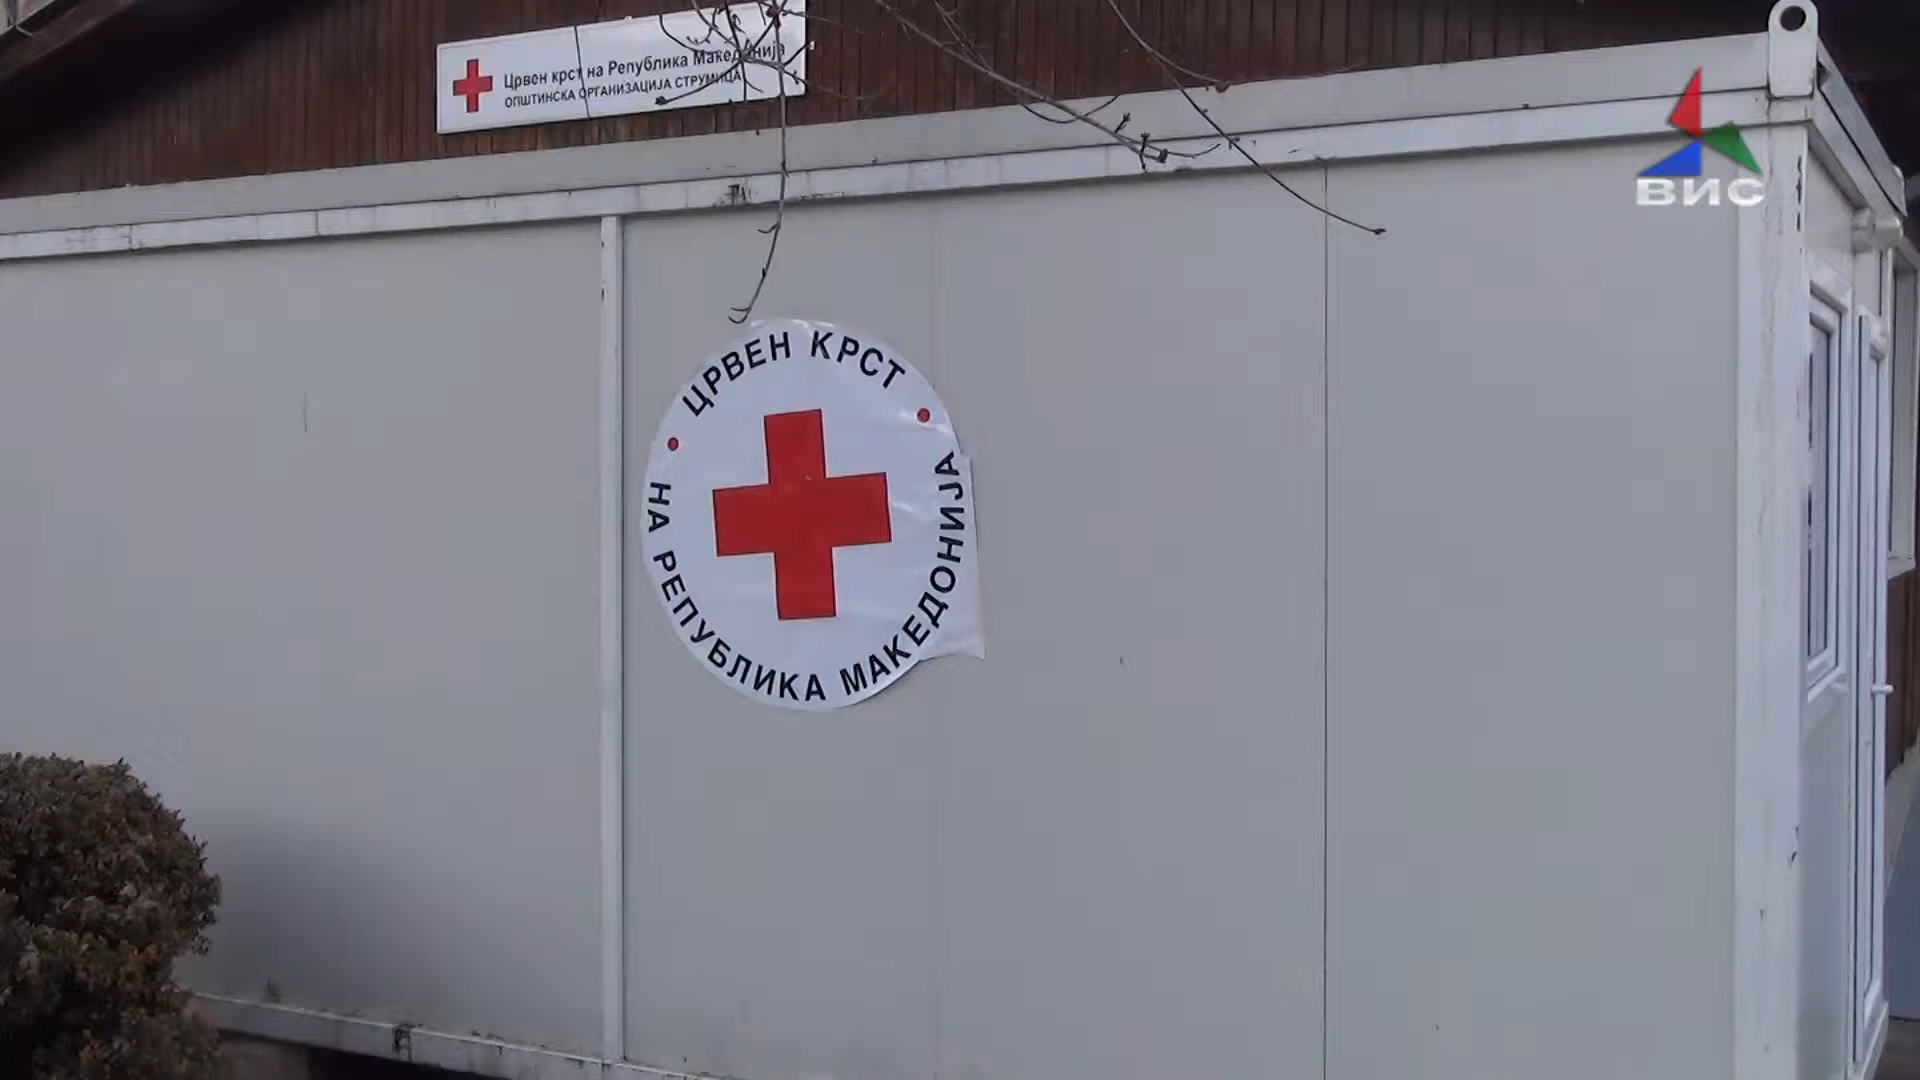 Црвен крст на Република Македонија
ОПШТИНСКА ОРГАНИЗАЦИЈА СТРУМИЦА
ВИС
ЦРВЕН КРСТ
НА РЕПУБЛИКА МАКЕДОНИЈА